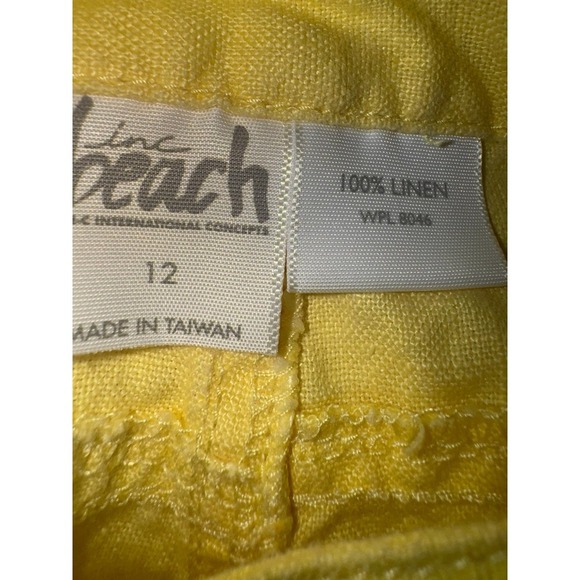 inc
beach
-C INTERNATIONAL CONCEPTS
12
MADE IN TAIWAN
100% LINEN
WPL 8046